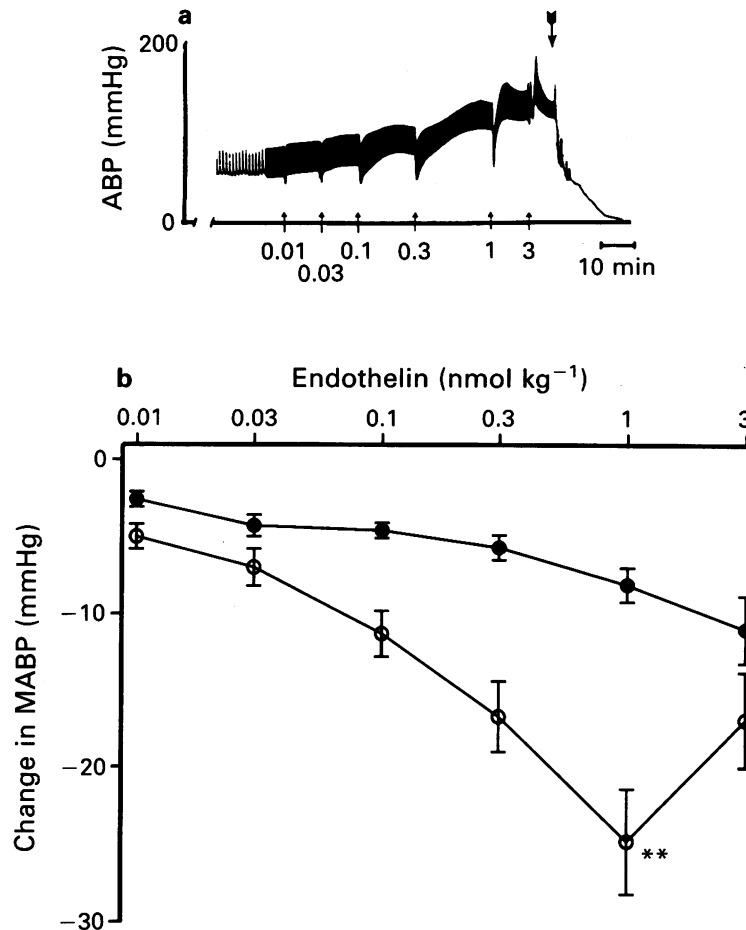 a
200
ABP (mmHg)
0
0.01 0.1 0.3 1 3
0.03
10 min
b
Endothelin (nmol kg⁻¹)
0.01 0.03 0.1 0.3 1 3
0
−10
−20
−30
Change in MABP (mmHg)
**